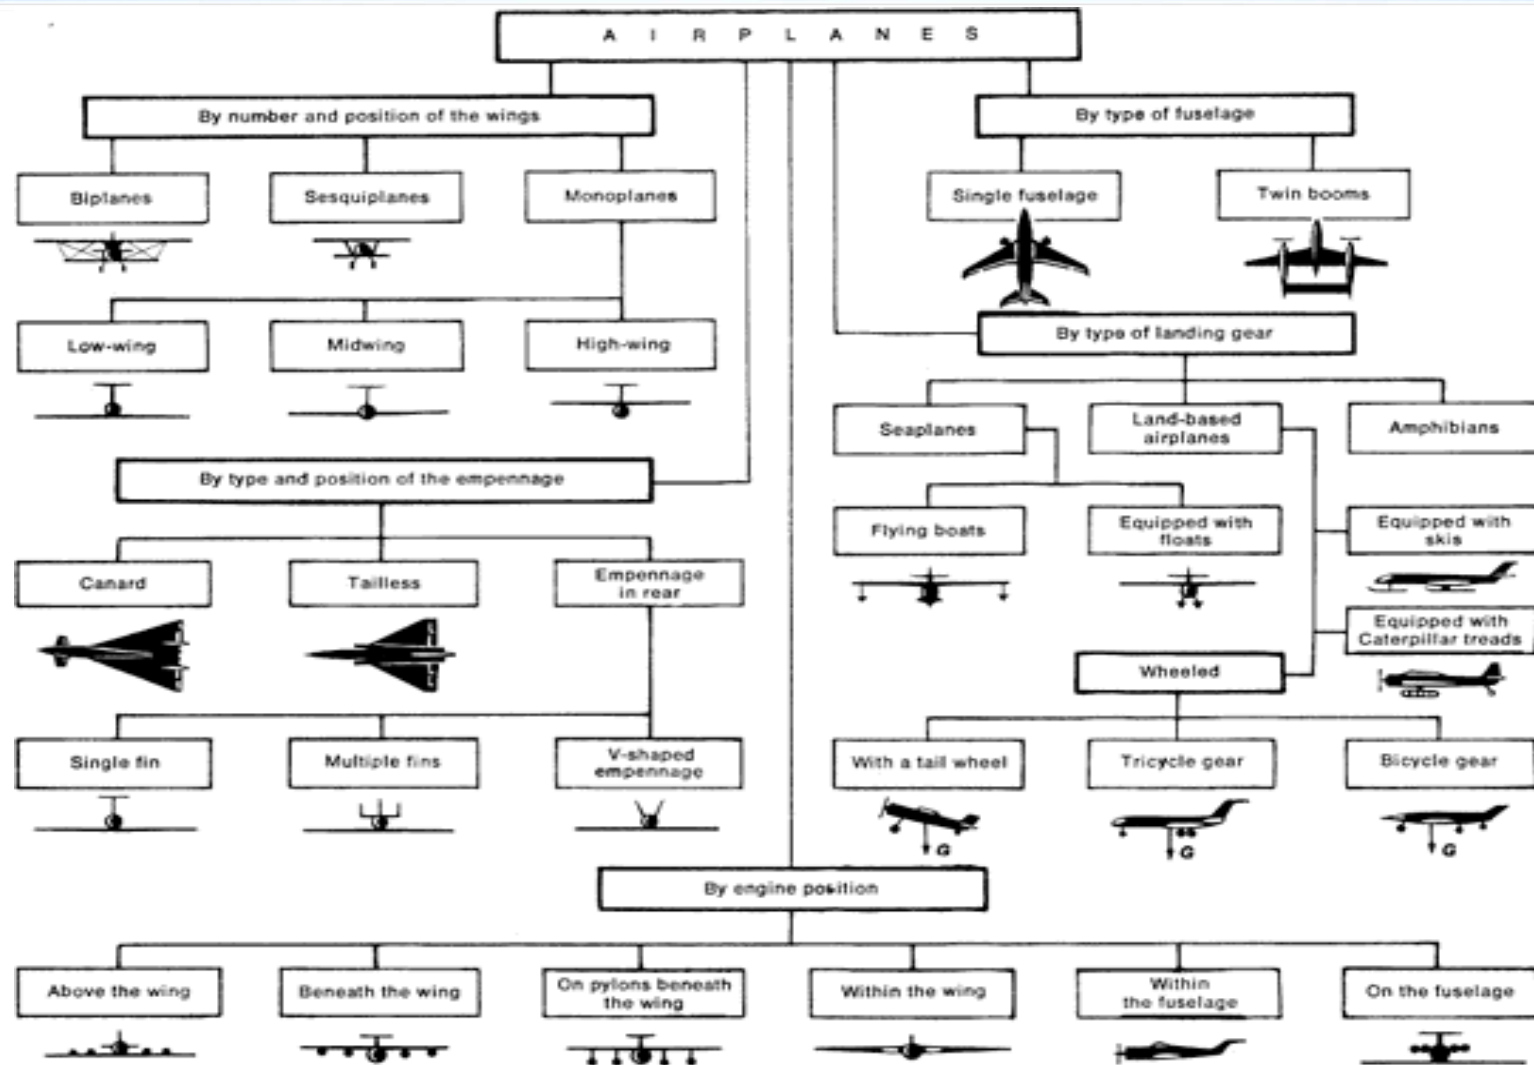 A I R P L A N E S
By number and position of the wings
By type of fuselage
Biplanes
Sesquiplanes
Monoplanes
Single fuselage
Twin booms
Low-wing
Midwing
High-wing
By type of landing gear
Seaplanes
Land-based
airplanes
Amphibians
By type and position of the empennage
Flying boats
Equipped with
floats
Equipped with
skis
Canard
Tailless
Empennage
in rear
Equipped with
Caterpillar treads
Wheeled
Single fin
Multiple fins
V-shaped
empennage
With a tail wheel
Tricycle gear
Bicycle gear
G
G
G
By engine position
Above the wing
Beneath the wing
On pylons beneath
the wing
Within the wing
Within
the fuselage
On the fuselage